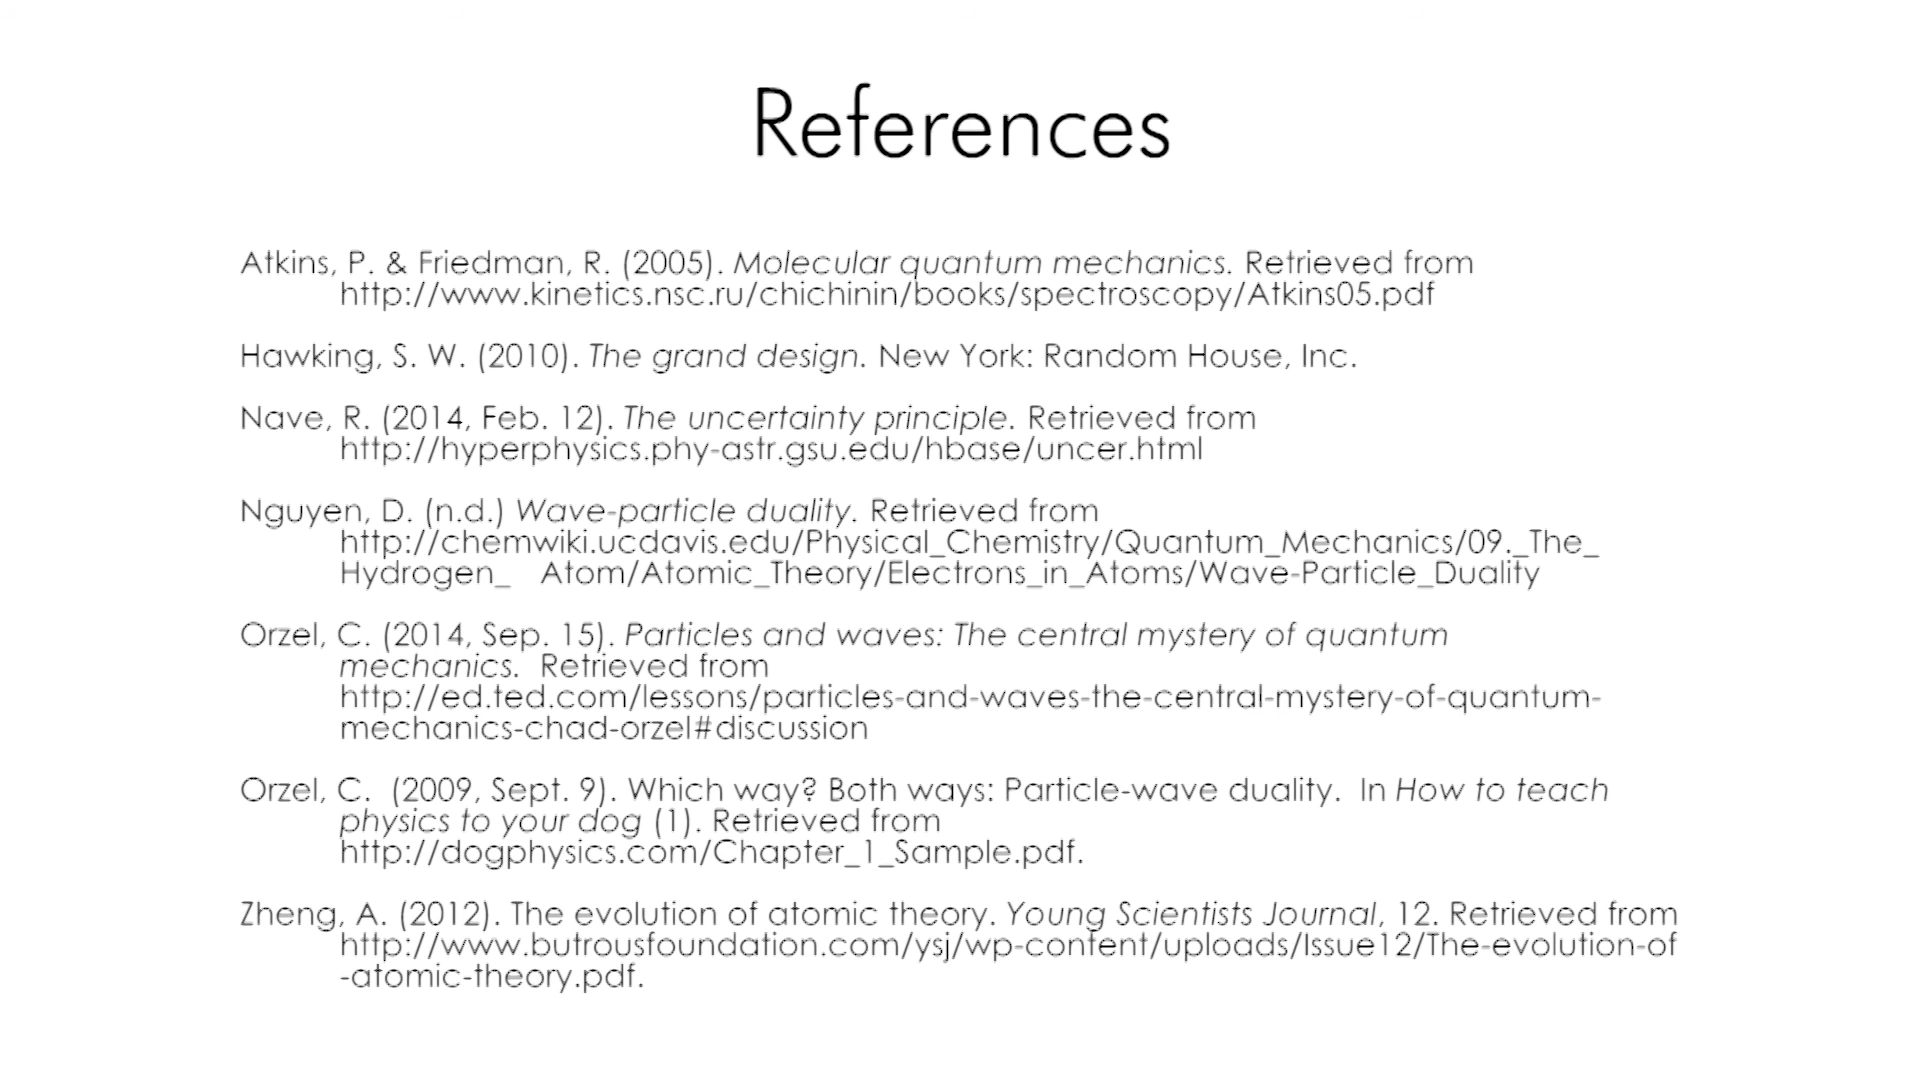 References
Atkins, P. & Friedman, R. (2005). Molecular quantum mechanics. Retrieved from
http://www.kinetics.nsc.ru/chichinin/books/spectroscopy/Atkins05.pdf
Hawking, S. W. (2010). The grand design. New York: Random House, Inc.
Nave, R. (2014, Feb. 12). The uncertainty principle. Retrieved from
http://hyperphysics.phy-astr.gsu.edu/hbase/uncer.html
Nguyen, D. (n.d.) Wave-particle duality. Retrieved from
http://chemwiki.ucdavis.edu/Physical_Chemistry/Quantum_Mechanics/09._The_
Hydrogen_ Atom/Atomic_Theory/Electrons_in_Atoms/Wave-Particle_Duality
Orzel, C. (2014, Sep. 15). Particles and waves: The central mystery of quantum
mechanics. Retrieved from
http://ed.ted.com/lessons/particles-and-waves-the-central-mystery-of-quantum-
mechanics-chad-orzel#discussion
Orzel, C. (2009, Sept. 9). Which way? Both ways: Particle-wave duality. In How to teach
physics to your dog (1). Retrieved from
http://dogphysics.com/Chapter_1_Sample.pdf.
Zheng, A. (2012). The evolution of atomic theory. Young Scientists Journal, 12. Retrieved from
http://www.butrousfoundation.com/ysj/wp-content/uploads/Issue12/The-evolution-of
-atomic-theory.pdf.